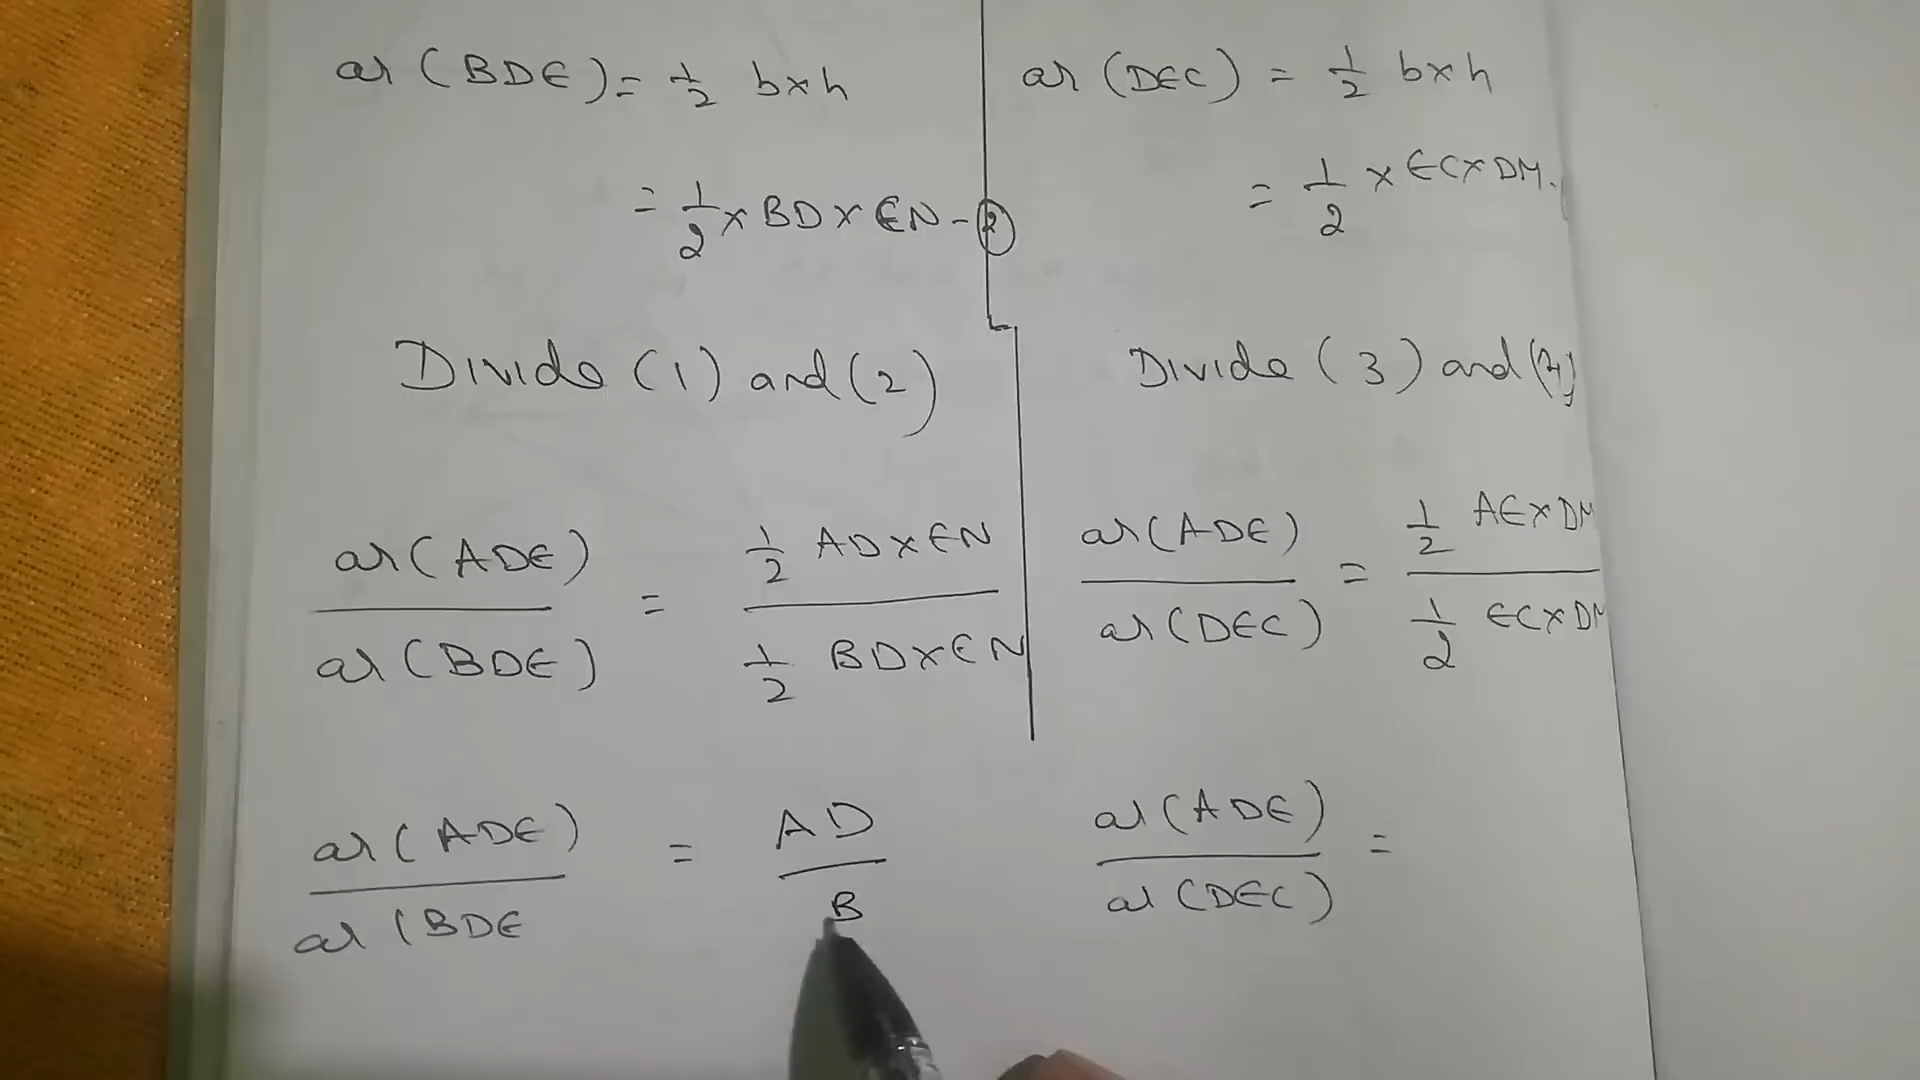 ar (BDE) = 1/2 b×h
= 1/2 × BD × EN - (2)
Divide (1) and (2)
ar (ADE) / ar (BDE) = 1/2 AD×EN / 1/2 BD×EN
ar (ADE) / ar (BDE = AD / B
ar (DEC) = 1/2 b×h
= 1/2 × EC×DM.
Divide (3) and (4)
ar (ADE) / ar (DEC) = 1/2 AE×DM / 1/2 EC×DM
ar (ADE) / ar (DEC) =